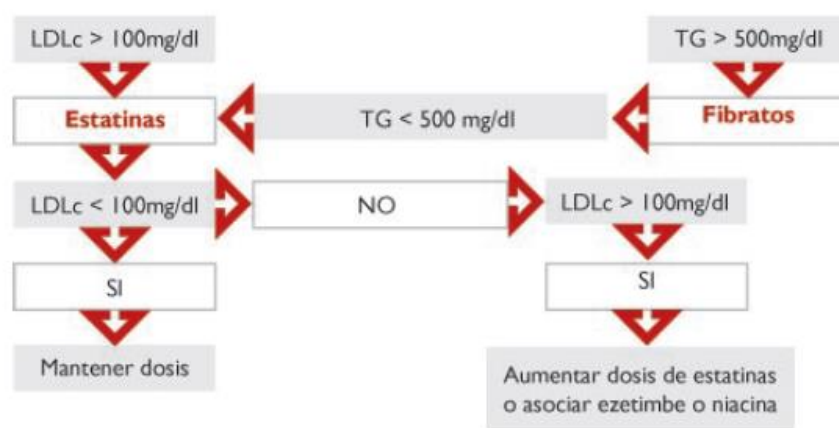 LDLc > 100mg/dl
TG > 500mg/dl
Estatinas
TG < 500 mg/dl
Fibratos
LDLc < 100mg/dl
NO
LDLc > 100mg/dl
SI
SI
Mantener dosis
Aumentar dosis de estatinas
o asociar ezetimbe o niacina